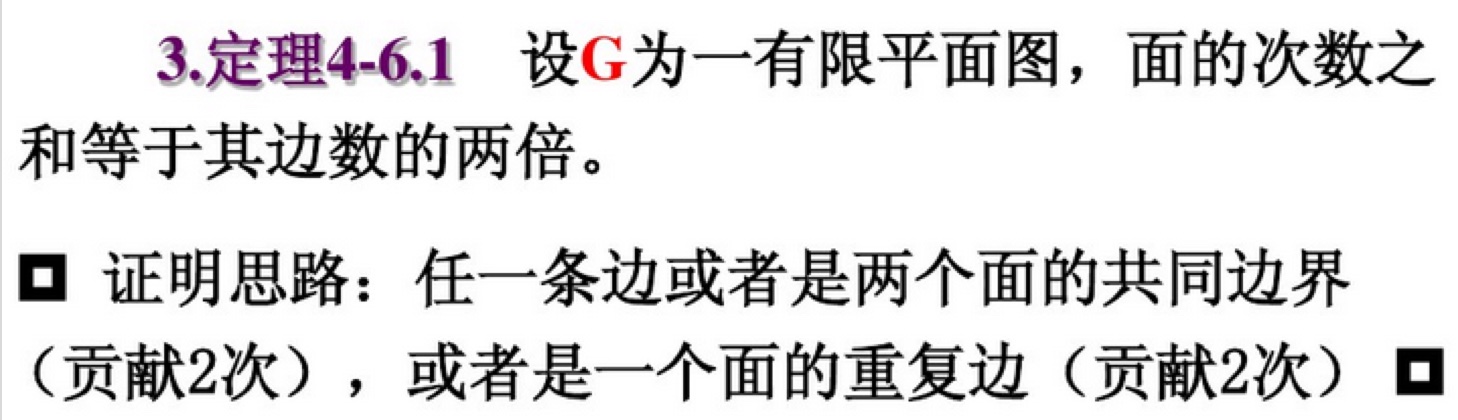 3.定理4-6.1 设G为一有限平面图，面的次数之
和等于其边数的两倍。
证明思路：任一条边或者是两个面的共同边界
（贡献2次），或者是一个面的重复边（贡献2次）